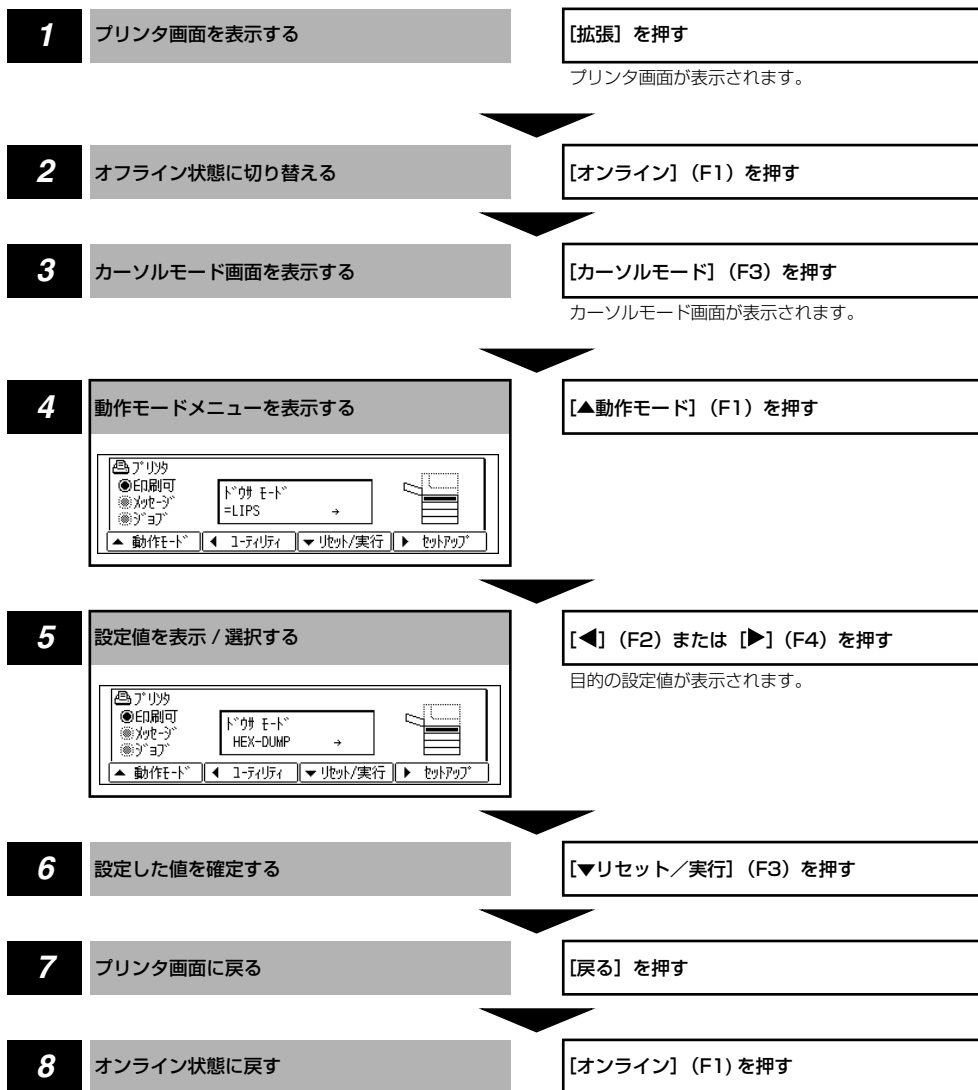 1
プリンタ画面を表示する
［拡張］を押す
プリンタ画面が表示されます。
2
オフライン状態に切り替える
［オンライン］（F1）を押す
3
カーソルモード画面を表示する
［カーソルモード］（F3）を押す
カーソルモード画面が表示されます。
4
動作モードメニューを表示する
［▲動作モード］（F1）を押す
プリンタ
印刷可
メッセージ
ジョブ
ドウサ モード
=LIPS →
▲ 動作モード ◀ ユーティリティ ▼ リセット/実行 ▶ セットアップ
5
設定値を表示 / 選択する
［◀］（F2）または［▶］（F4）を押す
目的の設定値が表示されます。
プリンタ
印刷可
メッセージ
ジョブ
ドウサ モード
HEX-DUMP →
▲ 動作モード ◀ ユーティリティ ▼ リセット/実行 ▶ セットアップ
6
設定した値を確定する
［▼リセット／実行］（F3）を押す
7
プリンタ画面に戻る
［戻る］を押す
8
オンライン状態に戻す
［オンライン］（F1) を押す